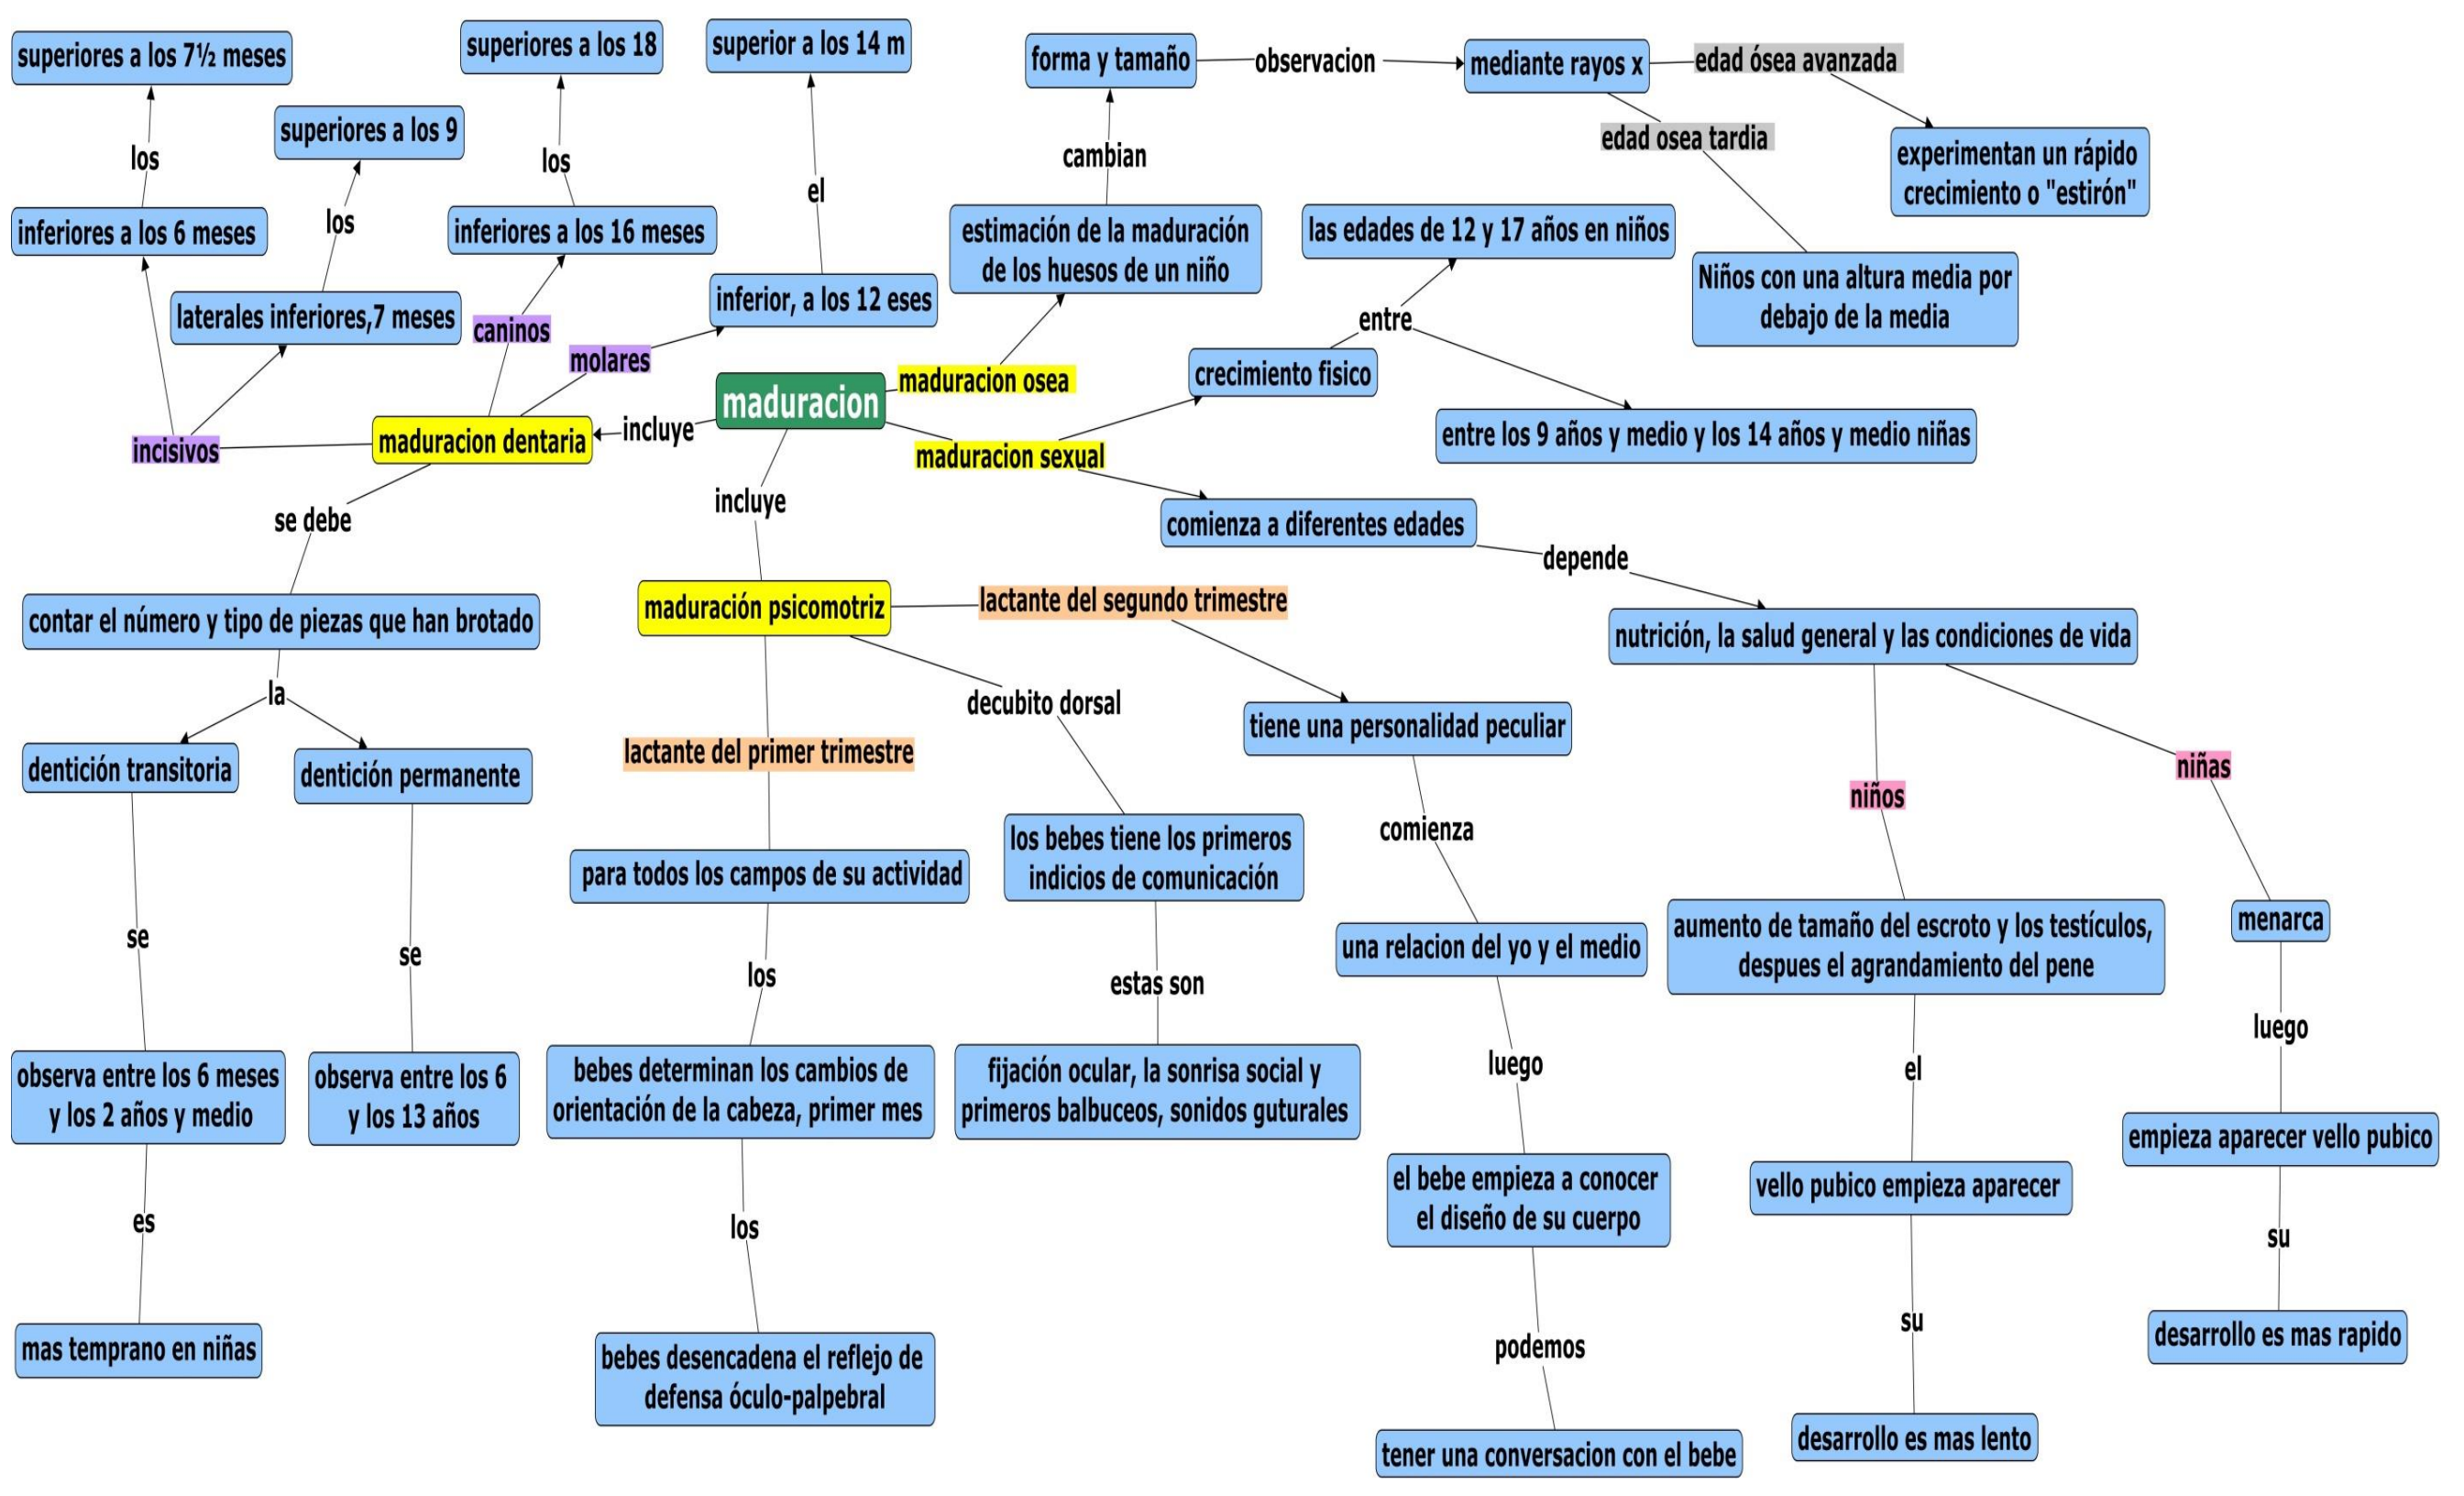 superiores a los 7½ meses
superiores a los 18
superior a los 14 m
forma y tamaño
observacion
mediante rayos x
edad ósea avanzada
superiores a los 9
los
los
el
cambian
edad osea tardia
experimentan un rápido
crecimiento o "estirón"
inferiores a los 6 meses
los
inferiores a los 16 meses
estimación de la maduración
de los huesos de un niño
las edades de 12 y 17 años en niños
Niños con una altura media por
debajo de la media
laterales inferiores,7 meses
caninos
inferior, a los 12 eses
entre
molares
maduracion osea
crecimiento fisico
maduracion
incisivos
maduracion dentaria
incluye
maduracion sexual
entre los 9 años y medio y los 14 años y medio niñas
se debe
incluye
comienza a diferentes edades
depende
contar el número y tipo de piezas que han brotado
maduración psicomotriz
lactante del segundo trimestre
nutrición, la salud general y las condiciones de vida
la
decubito dorsal
tiene una personalidad peculiar
dentición transitoria
dentición permanente
lactante del primer trimestre
niños
niñas
comienza
para todos los campos de su actividad
los bebes tiene los primeros
indicios de comunicación
se
se
los
estas son
una relacion del yo y el medio
aumento de tamaño del escroto y los testículos,
despues el agrandamiento del pene
menarca
luego
el
luego
observa entre los 6 meses
y los 2 años y medio
observa entre los 6
y los 13 años
bebes determinan los cambios de
orientación de la cabeza, primer mes
fijación ocular, la sonrisa social y
primeros balbuceos, sonidos guturales
empieza aparecer vello pubico
el bebe empieza a conocer
el diseño de su cuerpo
vello pubico empieza aparecer
es
los
su
su
podemos
mas temprano en niñas
bebes desencadena el reflejo de
defensa óculo-palpebral
desarrollo es mas rapido
tener una conversacion con el bebe
desarrollo es mas lento